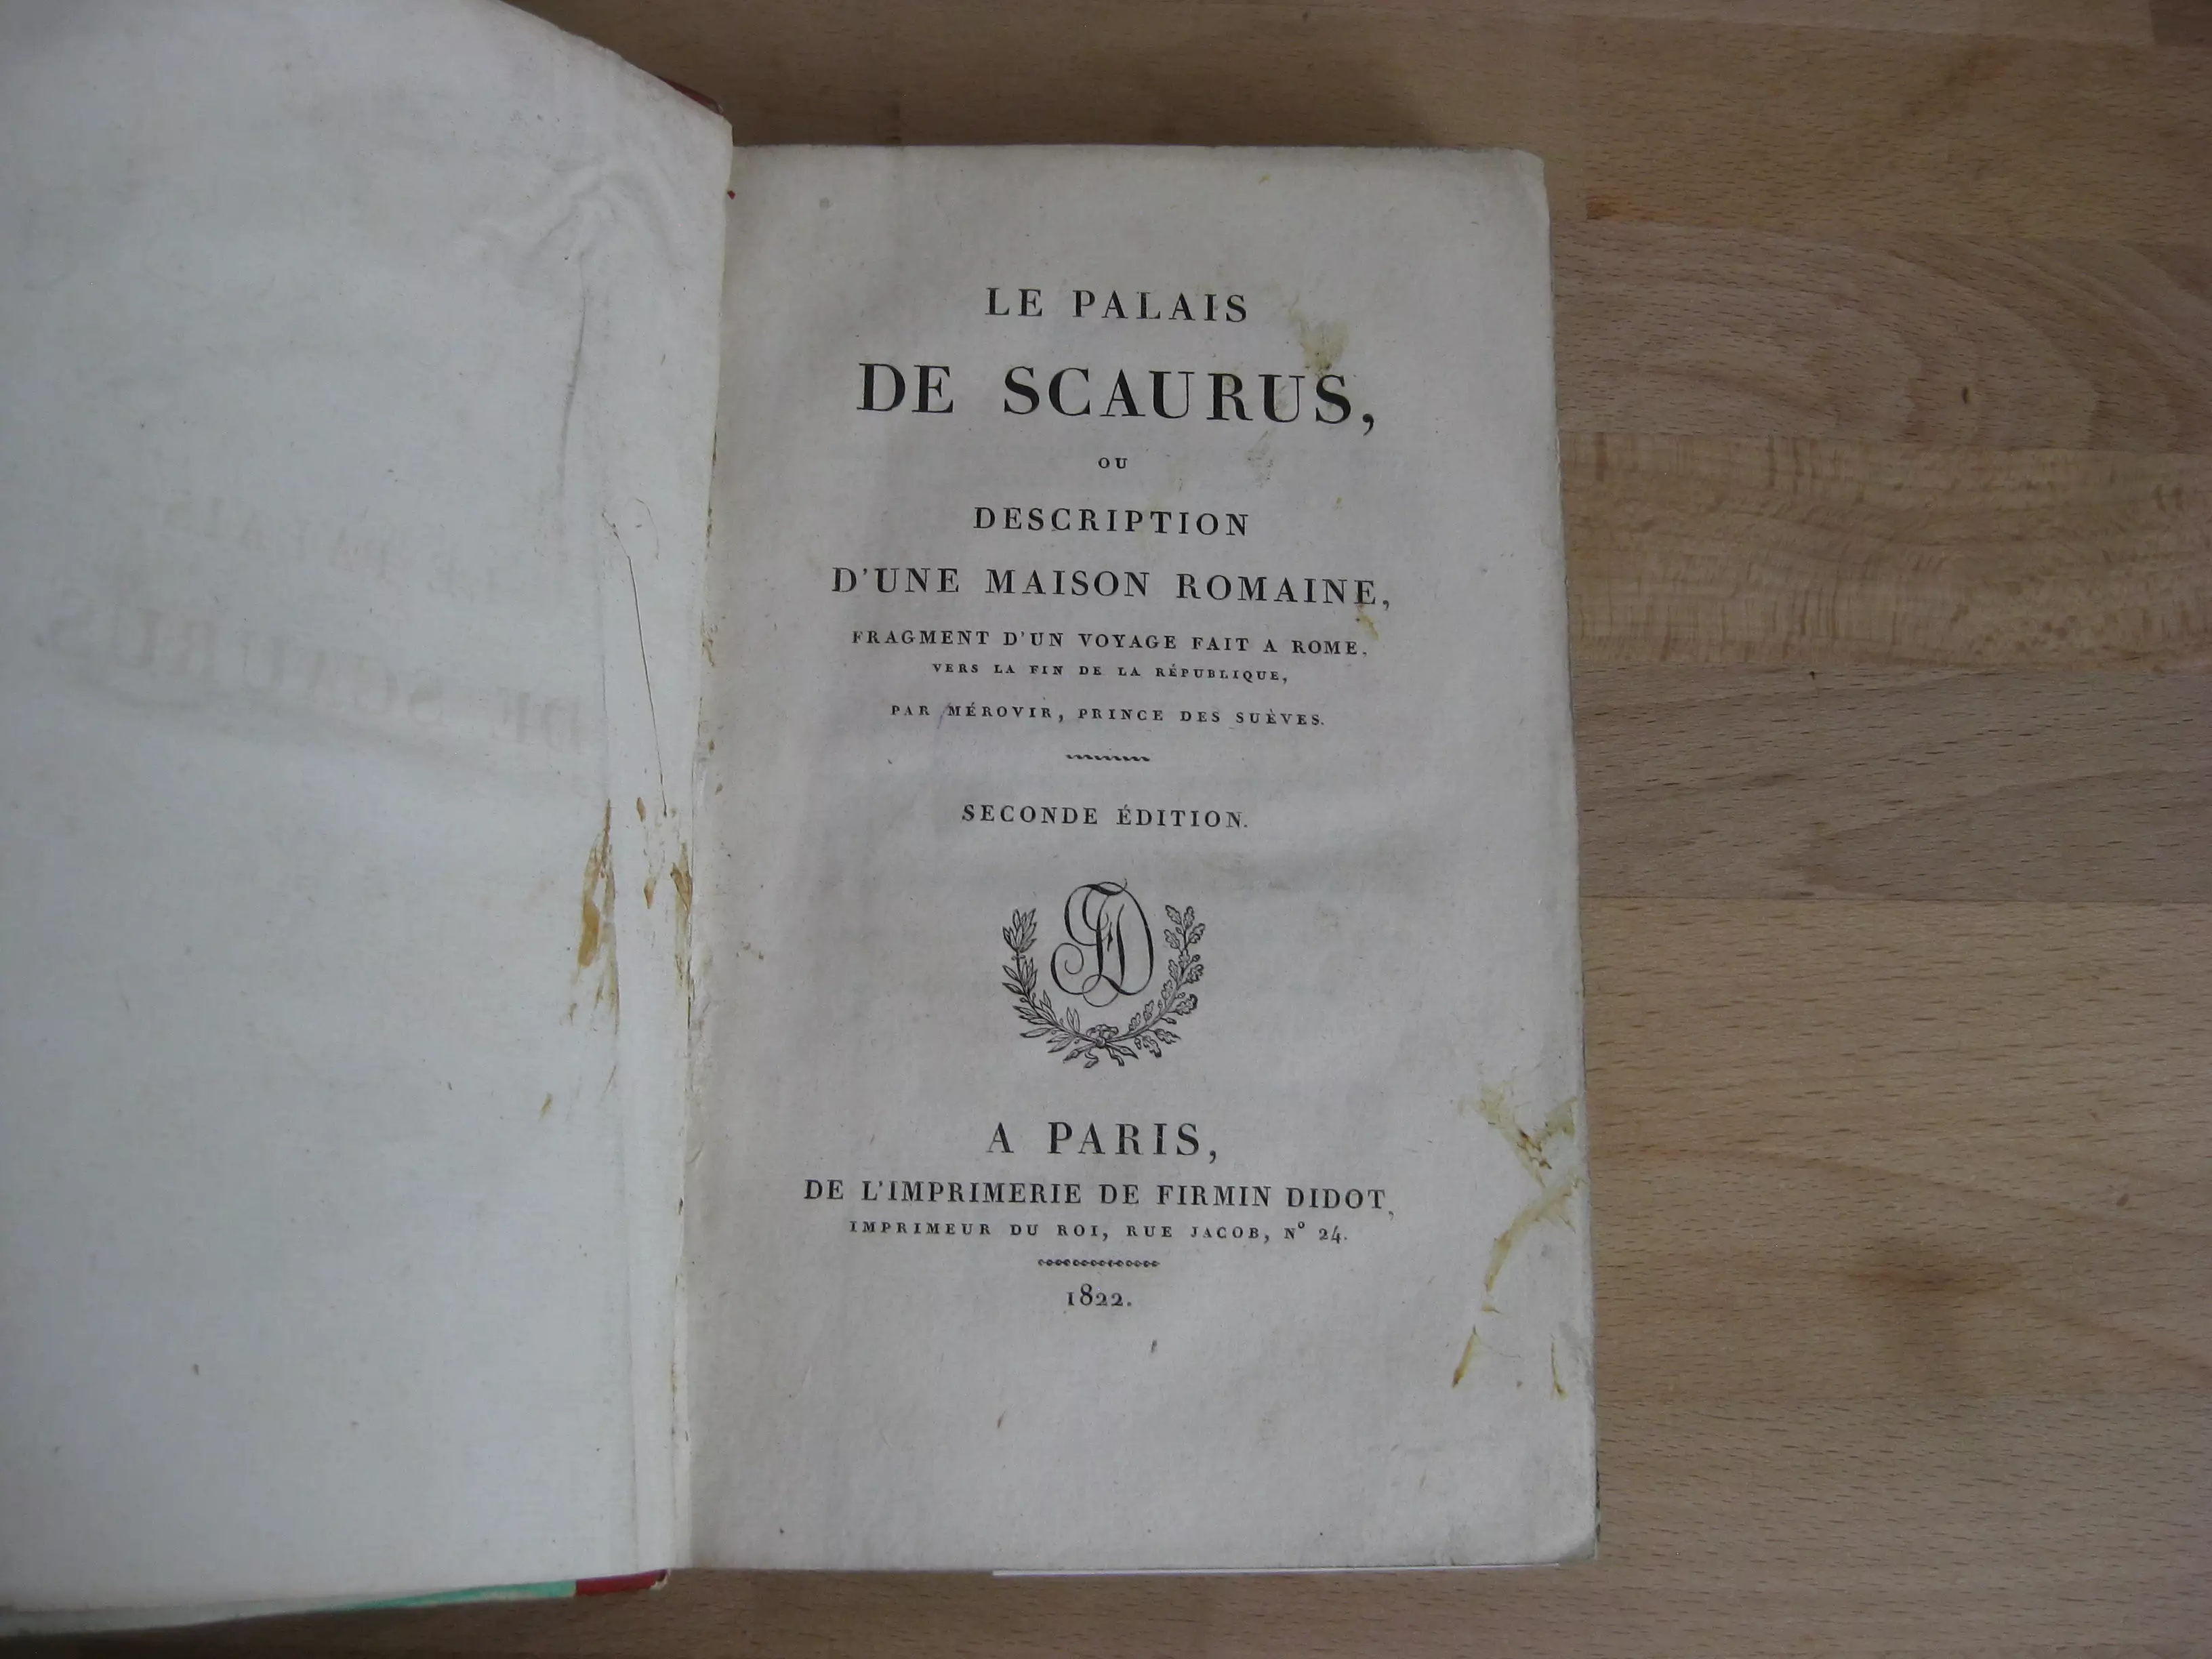 LE PALAIS
DE SCAURUS,
OU
DESCRIPTION
D'UNE MAISON ROMAINE,
FRAGMENT D'UN VOYAGE FAIT A ROME,
VERS LA FIN DE LA RÉPUBLIQUE,
PAR MÉROVIR, PRINCE DES SUÈVES.
SECONDE ÉDITION.
FD
A PARIS,
DE L'IMPRIMERIE DE FIRMIN DIDOT,
IMPRIMEUR DU ROI, RUE JACOB, N° 24.
1822.